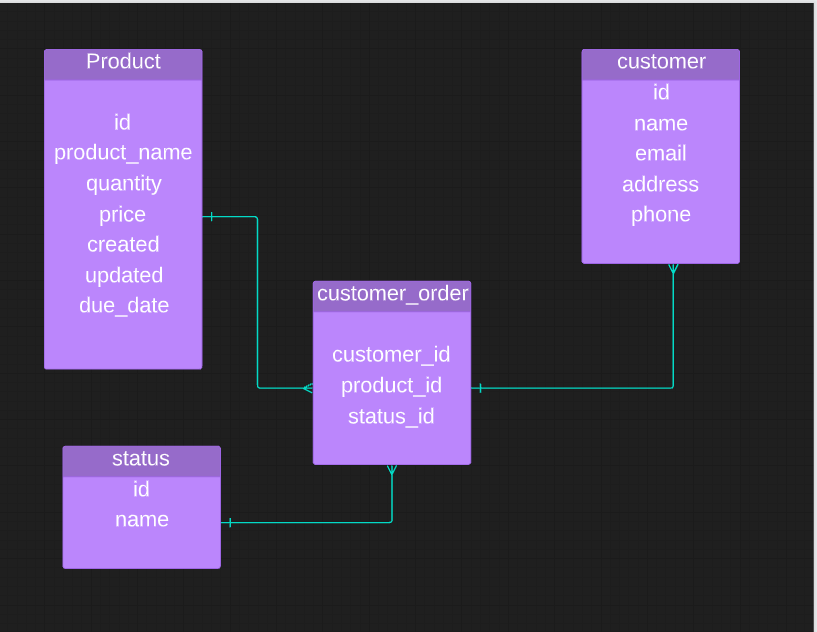 Product
id
product_name
quantity
price
created
updated
due_date
customer
id
name
email
address
phone
customer_order
customer_id
product_id
status_id
status
id
name